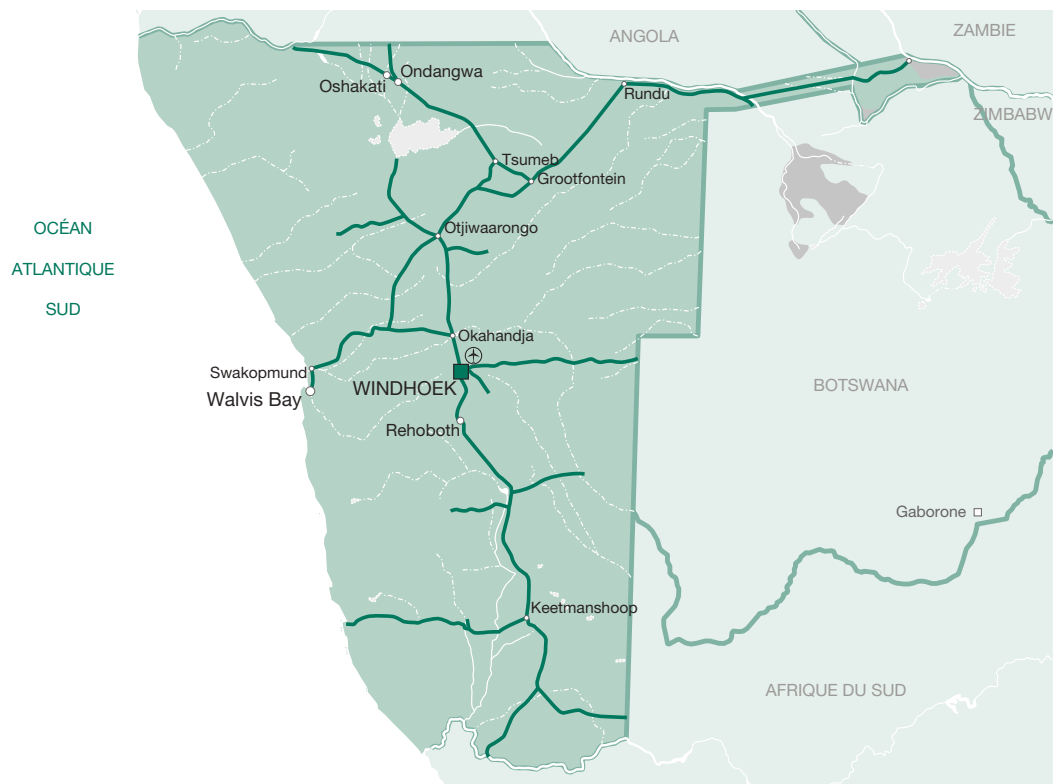 ANGOLA
ZAMBIE
Ondangwa
Oshakati
Rundu
ZIMBABW
Tsumeb
Grootfontein
OCÉAN
ATLANTIQUE
SUD
Otjiwaarongo
Okahandja
Swakopmund
WINDHOEK
BOTSWANA
Walvis Bay
Rehoboth
Gaborone
Keetmanshoop
AFRIQUE DU SUD